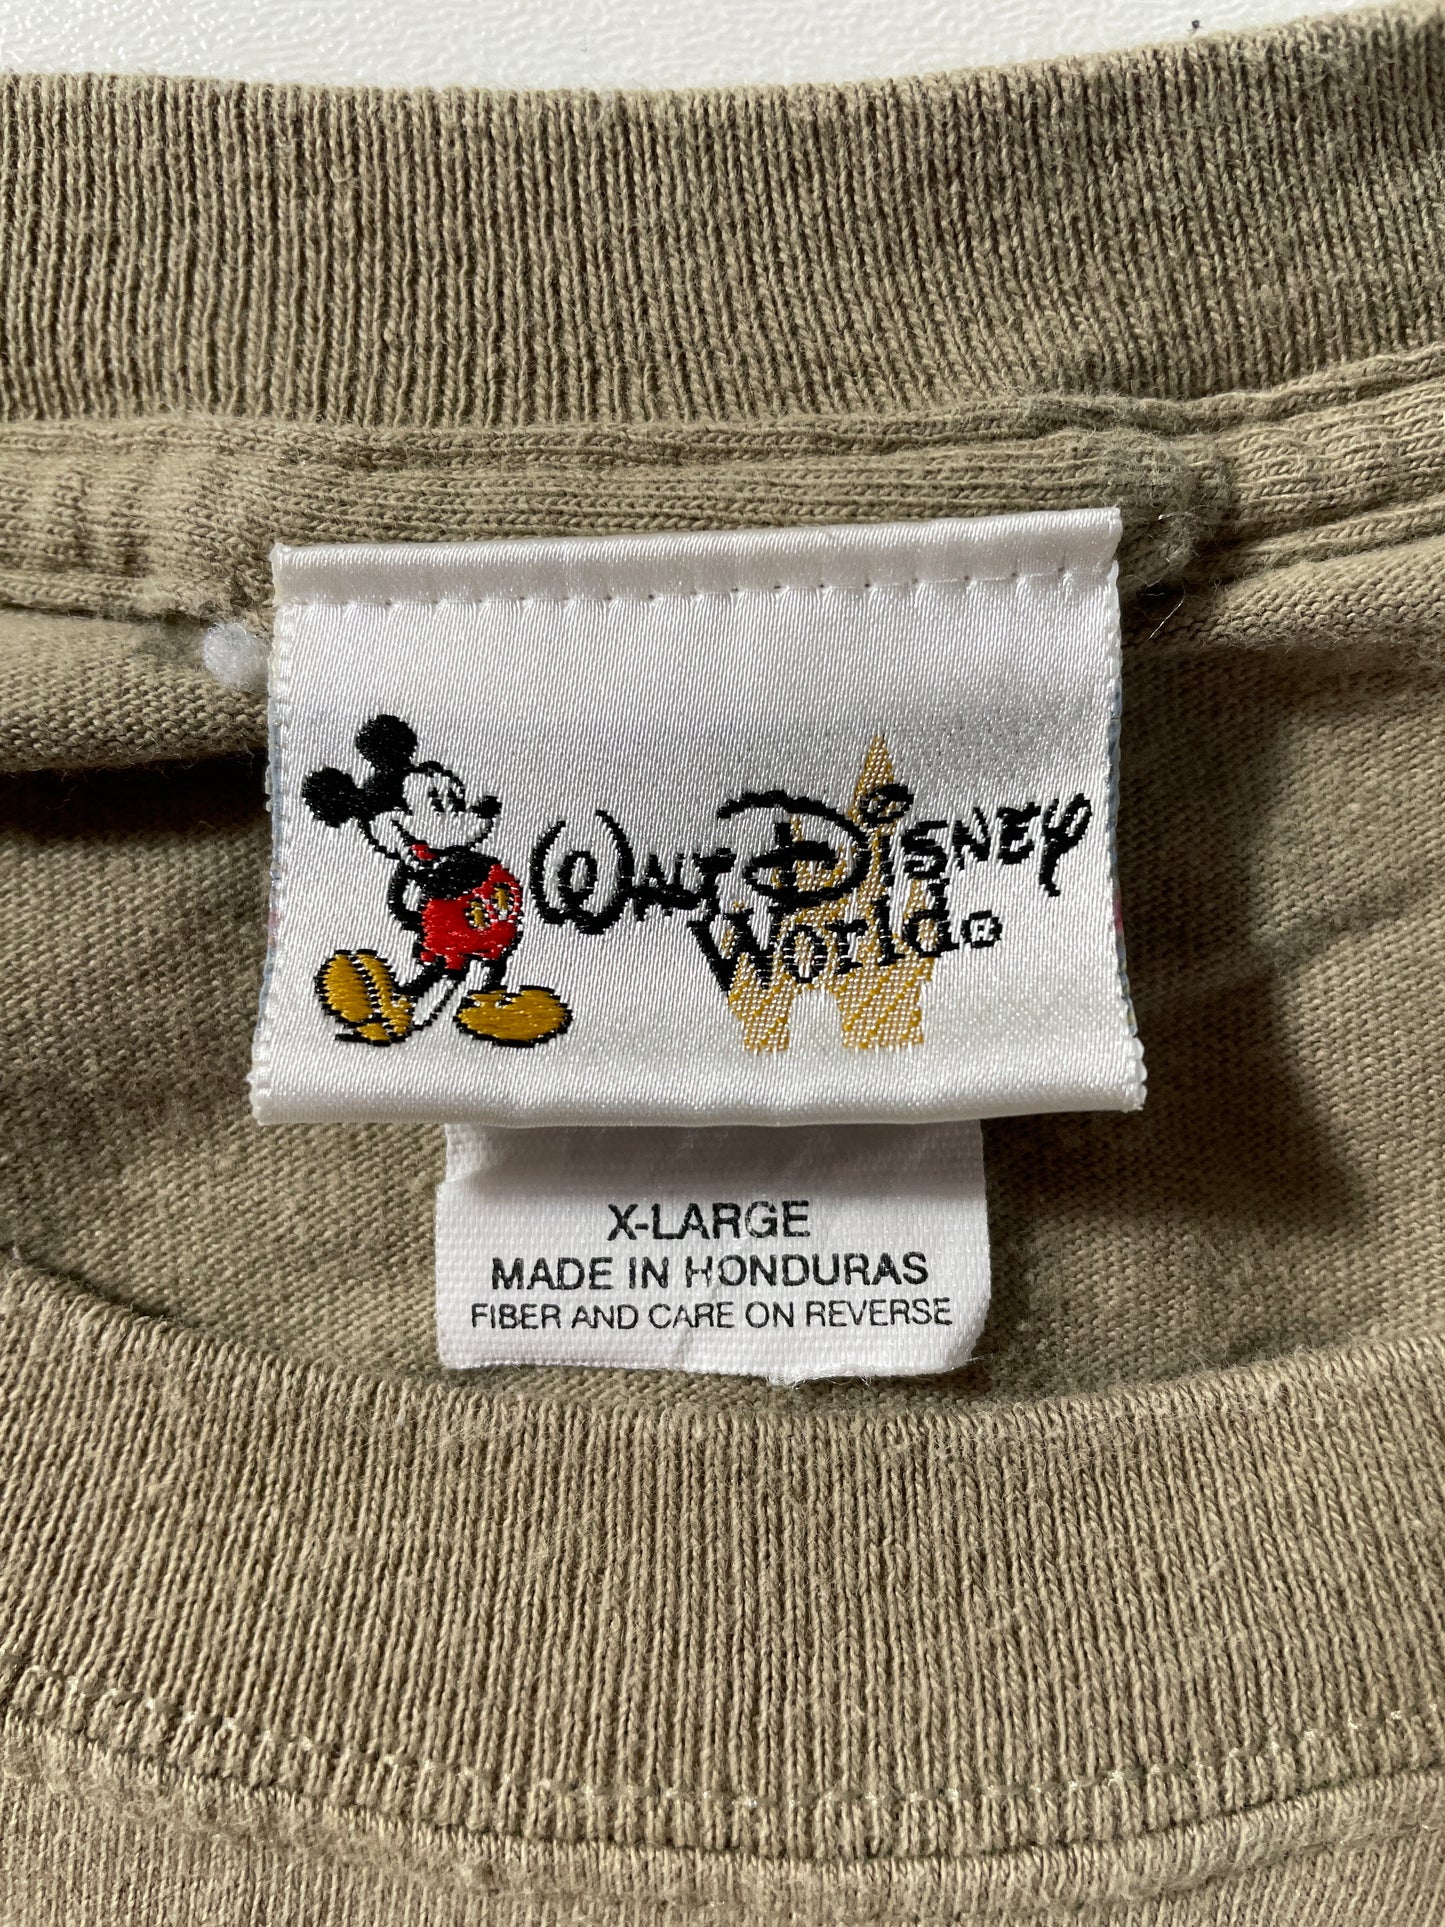 Walt Disney
World®
X-LARGE
MADE IN HONDURAS
FIBER AND CARE ON REVERSE